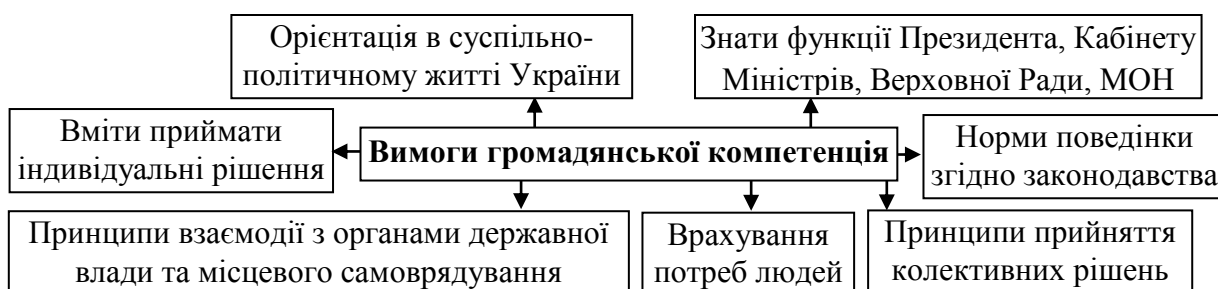 Орієнтація в суспільно-
політичному житті України
Знати функції Президента, Кабінету
Міністрів, Верховної Ради, МОН
Вміти приймати
індивідуальні рішення
Вимоги громадянської компетенція
Норми поведінки
згідно законодавства
Принципи взаємодії з органами державної
влади та місцевого самоврядування
Врахування
потреб людей
Принципи прийняття
колективних рішень